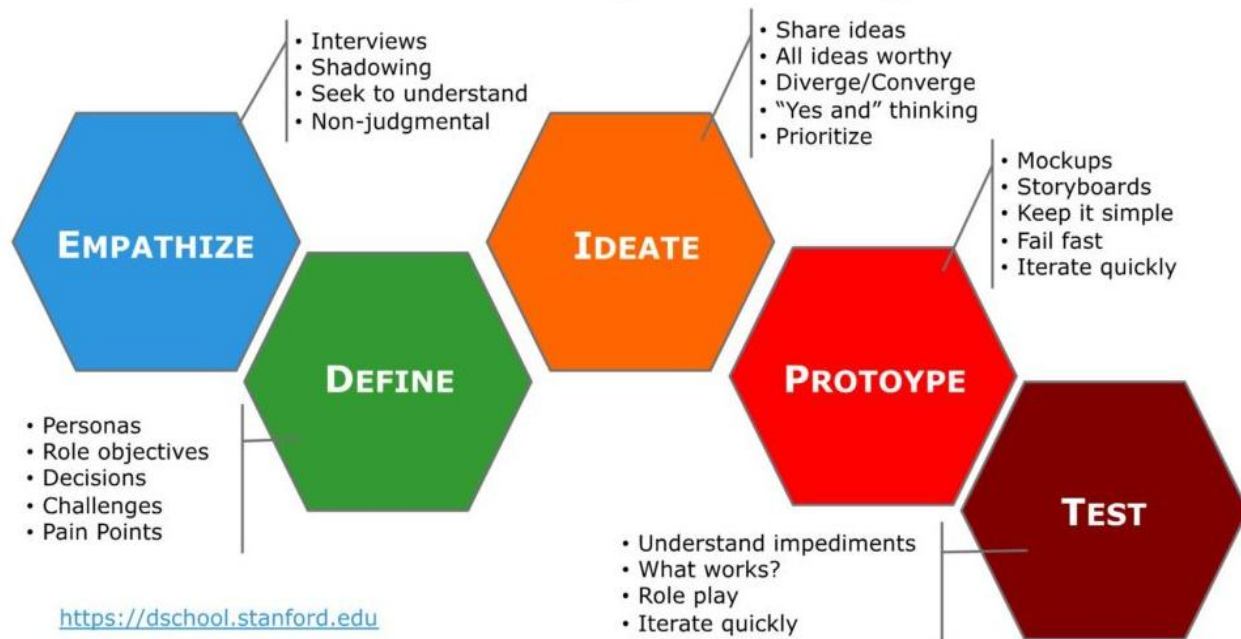 • Interviews
• Shadowing
• Seek to understand
• Non-judgmental
EMPATHIZE
• Personas
• Role objectives
• Decisions
• Challenges
• Pain Points
DEFINE
• Share ideas
• All ideas worthy
• Diverge/Converge
• “Yes and” thinking
• Prioritize
IDEATE
• Mockups
• Storyboards
• Keep it simple
• Fail fast
• Iterate quickly
PROTOYPE
• Understand impediments
• What works?
• Role play
• Iterate quickly
TEST
https://dschool.stanford.edu